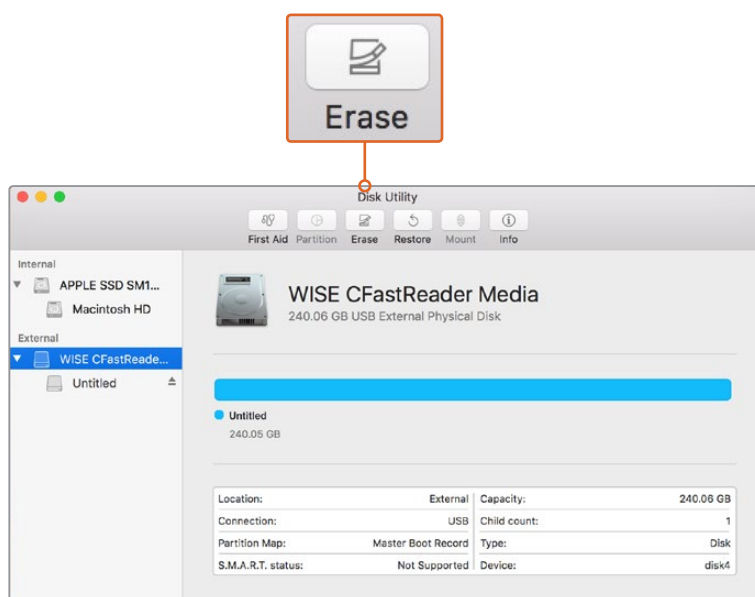 Erase
Disk Utility
First Aid Partition Erase Restore Mount Info
Internal
APPLE SSD SM1...
Macintosh HD
External
WISE CFastReade...
Untitled
WISE CFastReader Media
240.06 GB USB External Physical Disk
Untitled
240.05 GB
Location: External Capacity: 240.06 GB
Connection: USB Child count: 1
Partition Map: Master Boot Record Type: Disk
S.M.A.R.T. status: Not Supported Device: disk4